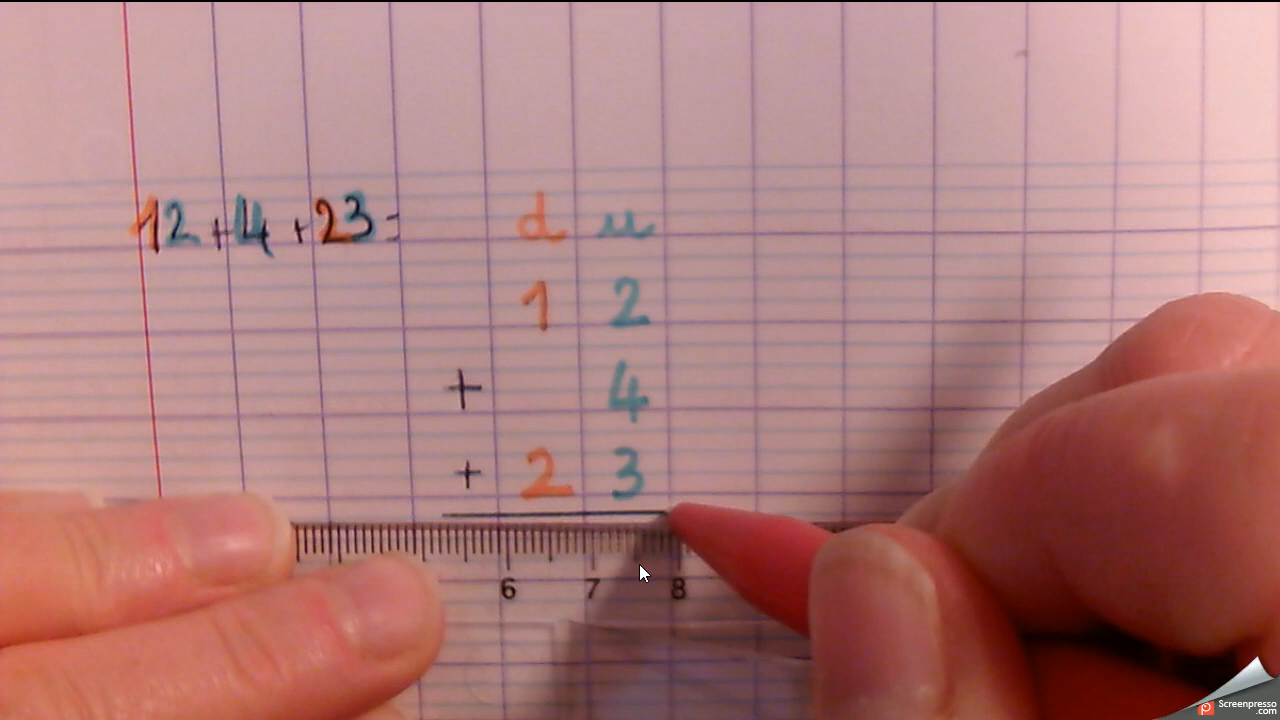 12+4+23=
d u
1 2
+ 4
+ 2 3
6 7 8
Screenpresso
.com